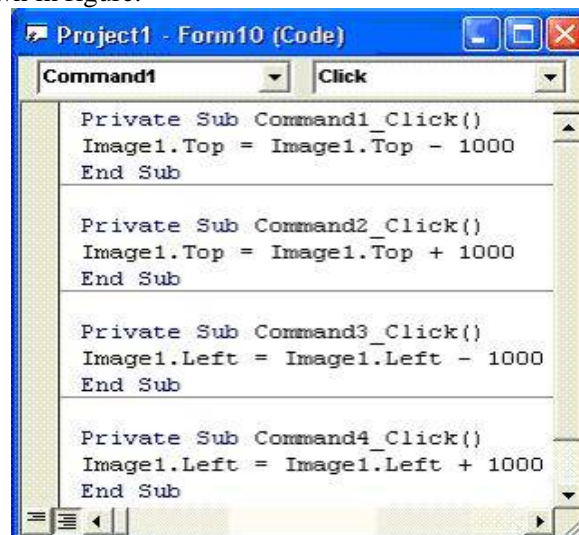 Project1 - Form10 (Code)
Command1 Click
Private Sub Command1_Click()
Image1.Top = Image1.Top - 1000
End Sub
Private Sub Command2_Click()
Image1.Top = Image1.Top + 1000
End Sub
Private Sub Command3_Click()
Image1.Left = Image1.Left - 1000
End Sub
Private Sub Command4_Click()
Image1.Left = Image1.Left + 1000
End Sub